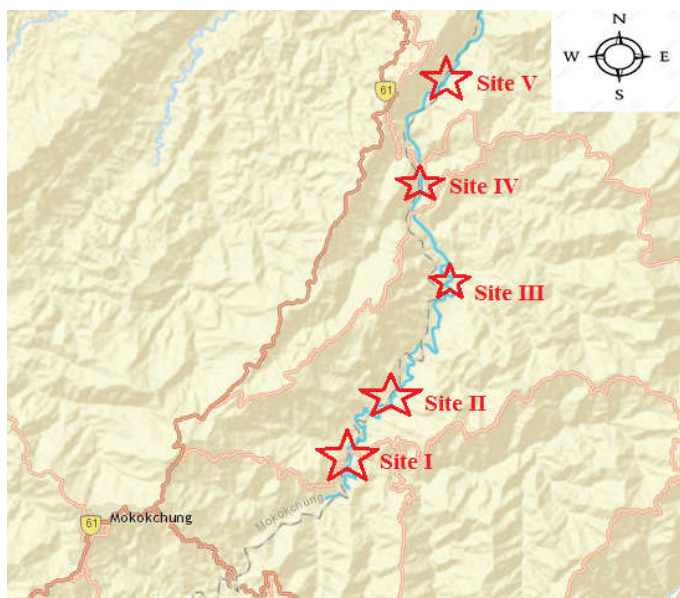 N
W E
S
61
Site V
Site IV
Site III
Site II
Site I
Mokokchung
61
Mokokchung